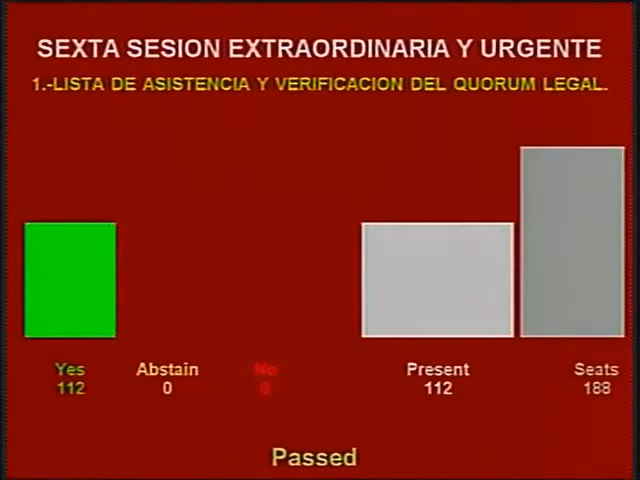 SEXTA SESION EXTRAORDINARIA Y URGENTE
1.-LISTA DE ASISTENCIA Y VERIFICACION DEL QUORUM LEGAL.
Yes Abstain No Present Seats
112 0 0 112 188
Passed